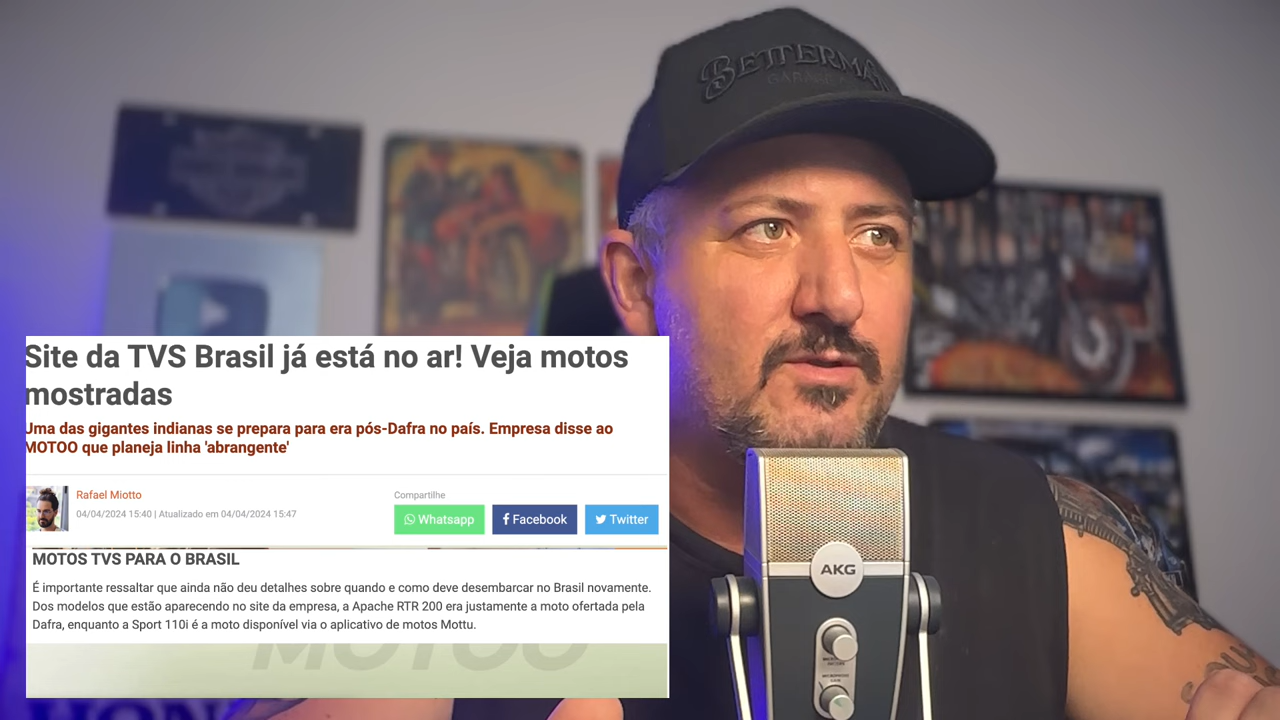 BETTERMA
GARAGE
Site da TVS Brasil já está no ar! Veja motos
mostradas
Uma das gigantes indianas se prepara para era pós-Dafra no país. Empresa disse ao
MOTOO que planeja linha 'abrangente'
Rafael Miotto
04/04/2024 15:40 | Atualizado em 04/04/2024 15:47
Compartilhe
Whatsapp
Facebook
Twitter
MOTOS TVS PARA O BRASIL
É importante ressaltar que ainda não deu detalhes sobre quando e como deve desembarcar no Brasil novamente.
Dos modelos que estão aparecendo no site da empresa, a Apache RTR 200 era justamente a moto ofertada pela
Dafra, enquanto a Sport 110i é a moto disponível via o aplicativo de motos Mottu.
MOTOO
AKG